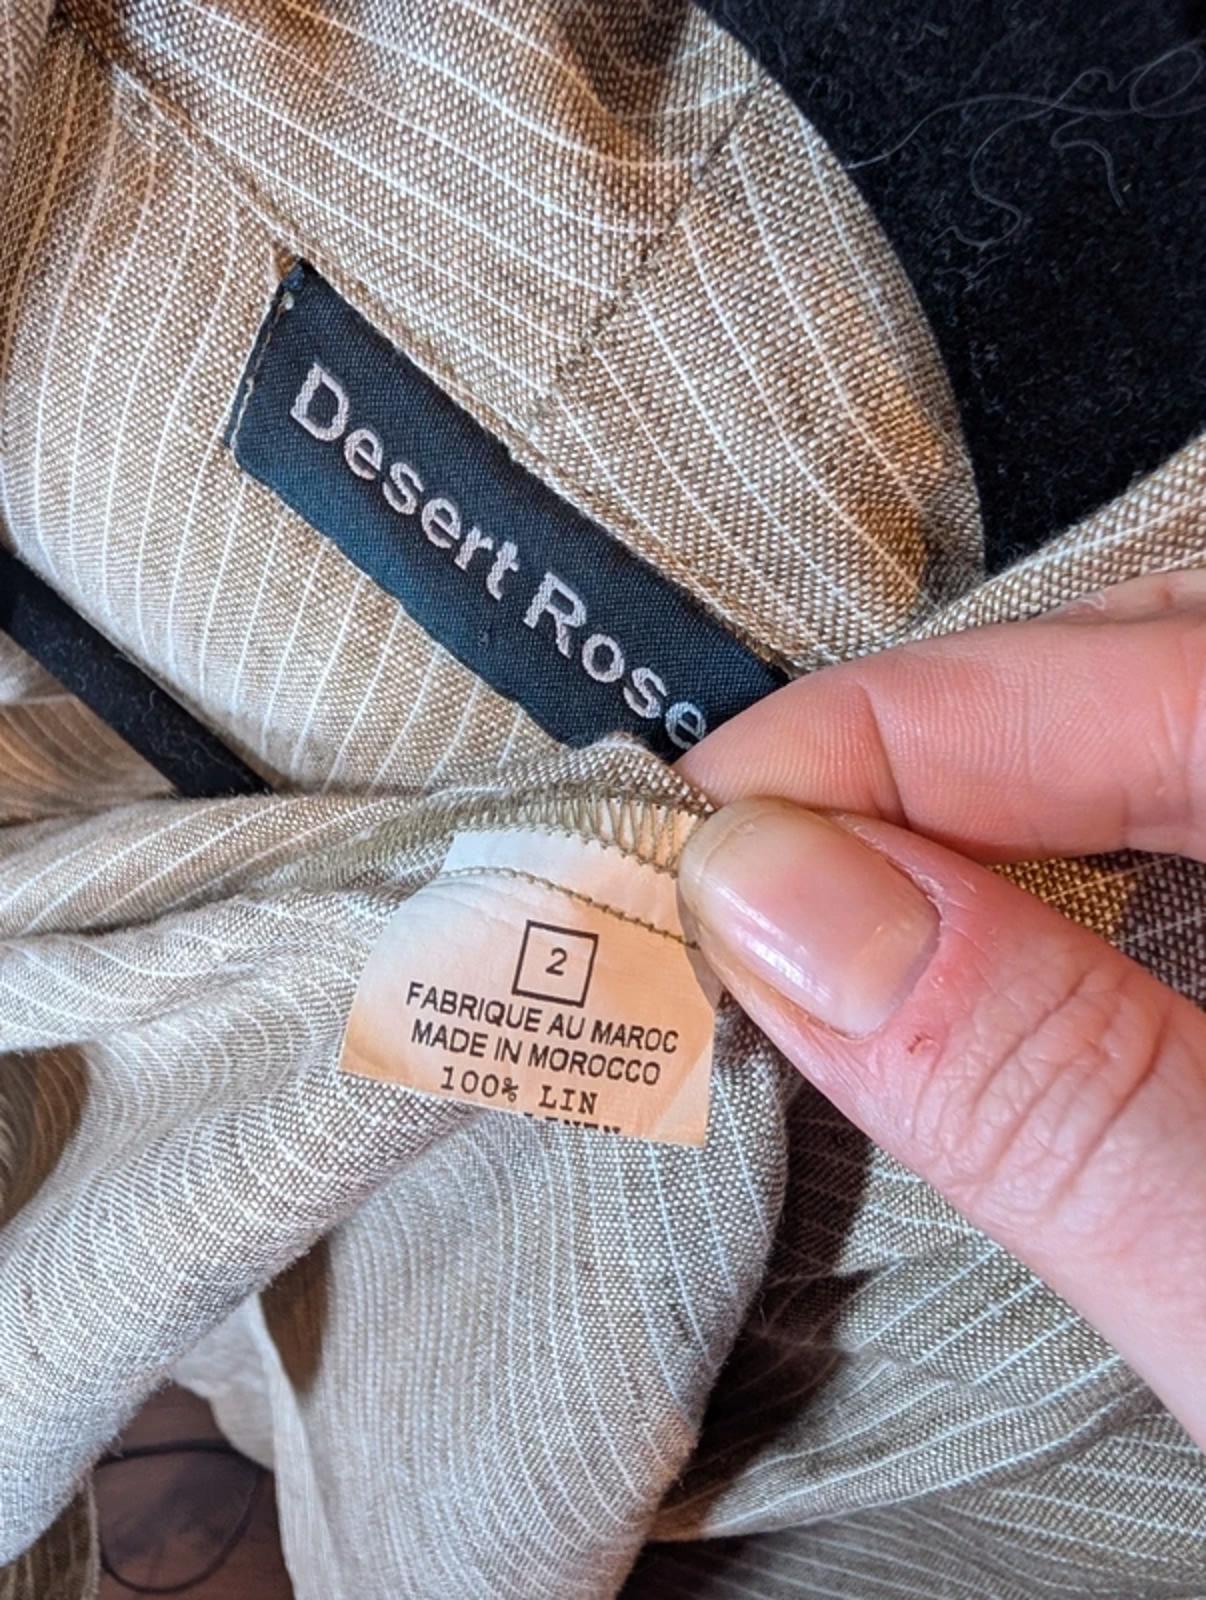 Desert Rose
2
FABRIQUE AU MAROC
MADE IN MOROCCO
100% LIN